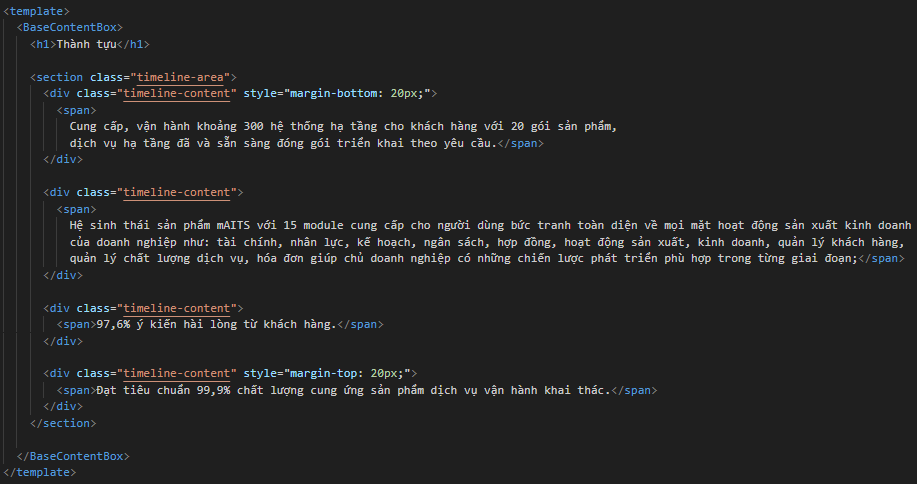 <template>
<BaseContentBox>
<h1>Thành tựu</h1>
<section class="timeline-area">
<div class="timeline-content" style="margin-bottom: 20px;">
<span>
Cung cấp, vận hành khoảng 300 hệ thống hạ tầng cho khách hàng với 20 gói sản phẩm,
dịch vụ hạ tầng đã và sẵn sàng đóng gói triển khai theo yêu cầu.</span>
</div>
<div class="timeline-content">
<span>
Hệ sinh thái sản phẩm mAITS với 15 module cung cấp cho người dùng bức tranh toàn diện về mọi mặt hoạt động sản xuất kinh doanh
của doanh nghiệp như: tài chính, nhân lực, kế hoạch, ngân sách, hợp đồng, hoạt động sản xuất, kinh doanh, quản lý khách hàng,
quản lý chất lượng dịch vụ, hóa đơn giúp chủ doanh nghiệp có những chiến lược phát triển phù hợp trong từng giai đoạn;</span>
</div>
<div class="timeline-content">
<span>97,6% ý kiến hài lòng từ khách hàng.</span>
</div>
<div class="timeline-content" style="margin-top: 20px;">
<span>Đạt tiêu chuẩn 99,9% chất lượng cung ứng sản phẩm dịch vụ vận hành khai thác.</span>
</div>
</section>
</BaseContentBox>
</template>